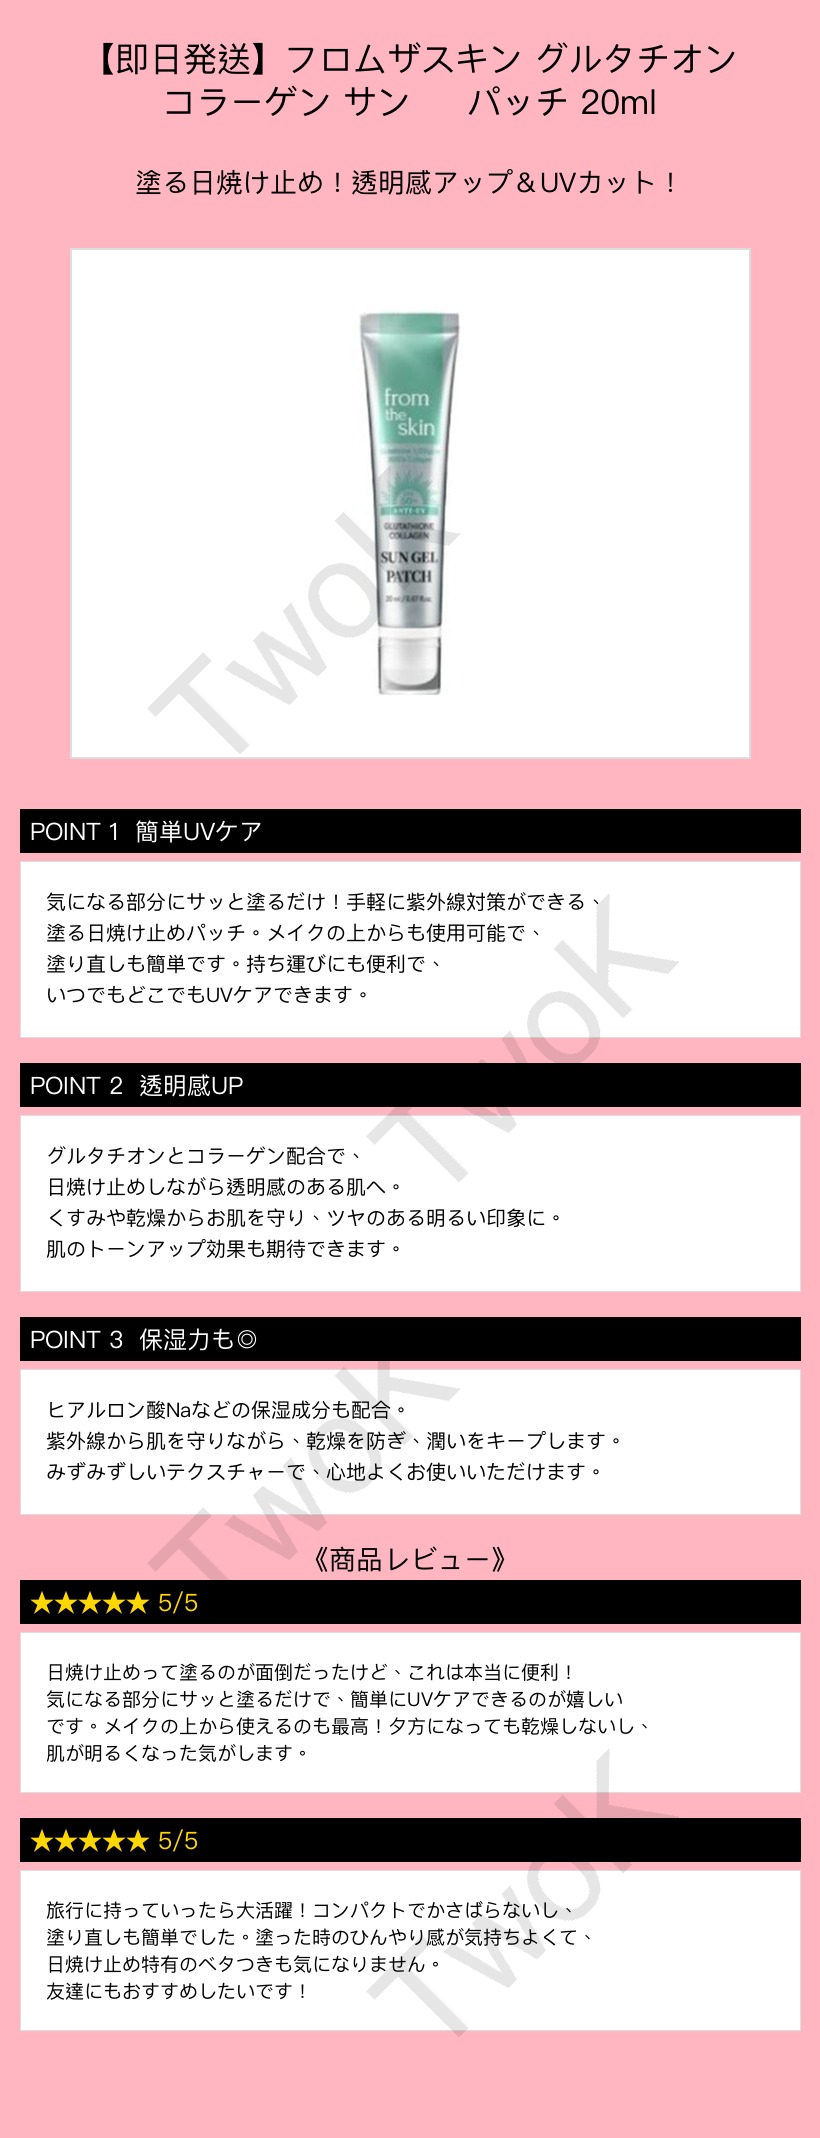 【即日発送】フロムザスキン グルタチオン
コラーゲン サン パッチ 20ml
塗る日焼け止め！透明感アップ＆UVカット！
from
the
skin
ANTI-UV
GLUTATHIONE
COLLAGEN
SUN GEL
PATCH
TwoK
POINT 1 簡単UVケア
気になる部分にサッと塗るだけ！手軽に紫外線対策ができる、
塗る日焼け止めパッチ。メイクの上からも使用可能で、
塗り直しも簡単です。持ち運びにも便利で、
いつでもどこでもUVケアできます。
TwoK
POINT 2 透明感UP
グルタチオンとコラーゲン配合で、
日焼け止めしながら透明感のある肌へ。
くすみや乾燥からお肌を守り、ツヤのある明るい印象に。
肌のトーンアップ効果も期待できます。
POINT 3 保湿力も◎
ヒアルロン酸Naなどの保湿成分も配合。
紫外線から肌を守りながら、乾燥を防ぎ、潤いをキープします。
みずみずしいテクスチャーで、心地よくお使いいただけます。
TwoK
《商品レビュー》
★★★★★ 5/5
日焼け止めって塗るのが面倒だったけど、これは本当に便利！
気になる部分にサッと塗るだけで、簡単にUVケアできるのが嬉しい
です。メイクの上から使えるのも最高！夕方になっても乾燥しないし、
肌が明るくなった気がします。
★★★★★ 5/5
旅行に持っていったら大活躍！コンパクトでかさばらないし、
塗り直しも簡単でした。塗った時のひんやり感が気持ちよくて、
日焼け止め特有のベタつきも気になりません。
友達にもおすすめしたいです！
TwoK